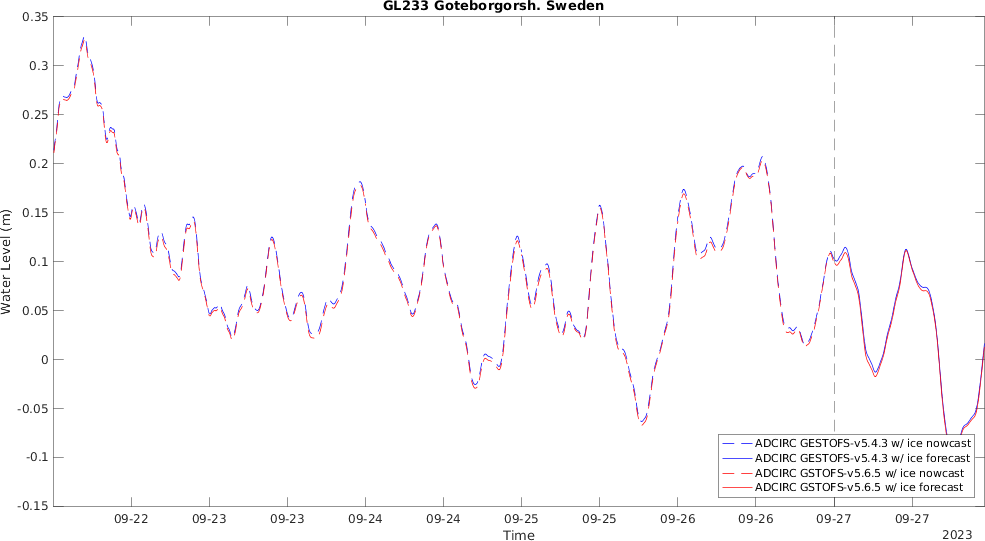 GL233 Goteborgorsh. Sweden
0.35
0.3
0.25
0.2
0.15
0.1
0.05
0
-0.05
-0.1
-0.15
Water Level (m)
ADCIRC GESTOFS-v5.4.3 w/ ice nowcast
ADCIRC GESTOFS-v5.4.3 w/ ice forecast
ADCIRC GSTOFS-v5.6.5 w/ ice nowcast
ADCIRC GSTOFS-v5.6.5 w/ ice forecast
09-22 09-23 09-23 09-24 09-24 09-25 09-25 09-26 09-26 09-27 09-27
Time
2023